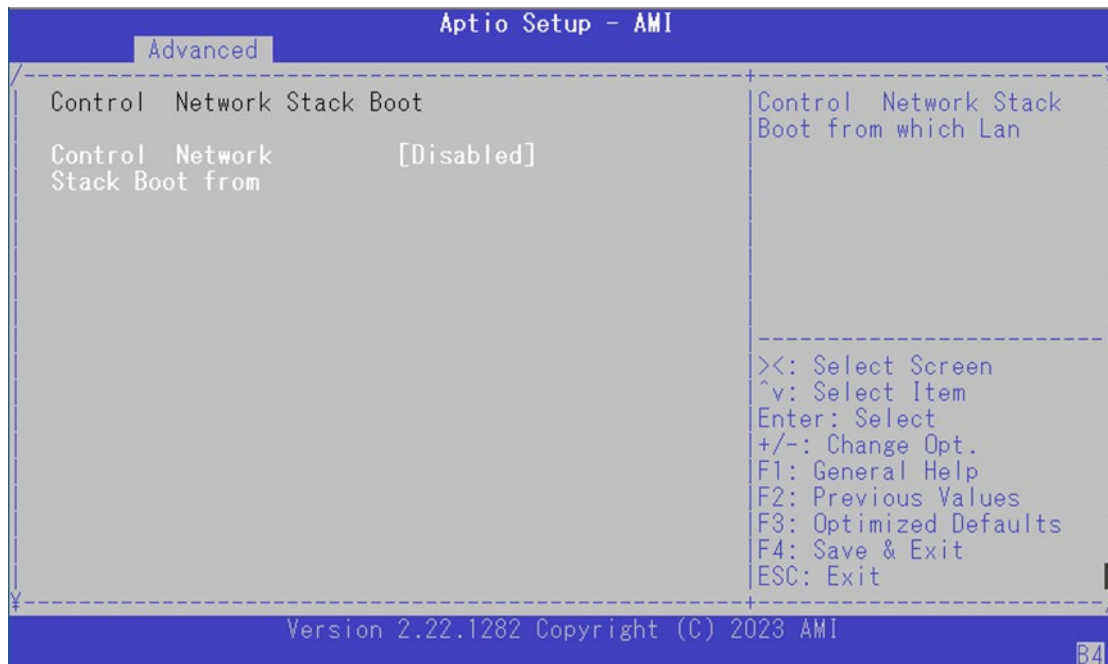 Aptio Setup - AMI
Advanced
Control Network Stack Boot
Control Network [Disabled]
Stack Boot from
Control Network Stack
Boot from which Lan
><: Select Screen
^v: Select Item
Enter: Select
+/-: Change Opt.
F1: General Help
F2: Previous Values
F3: Optimized Defaults
F4: Save & Exit
ESC: Exit
Version 2.22.1282 Copyright (C) 2023 AMI
B4